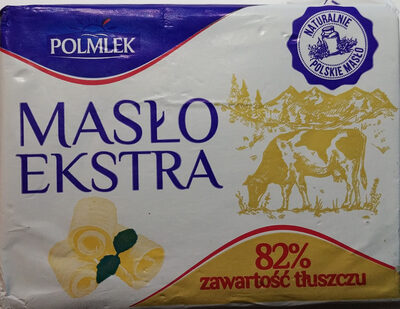 POLMLEK
NATURALNIE
POLSKIE MASŁO
MASŁO
EKSTRA
82%
zawartość tłuszczu